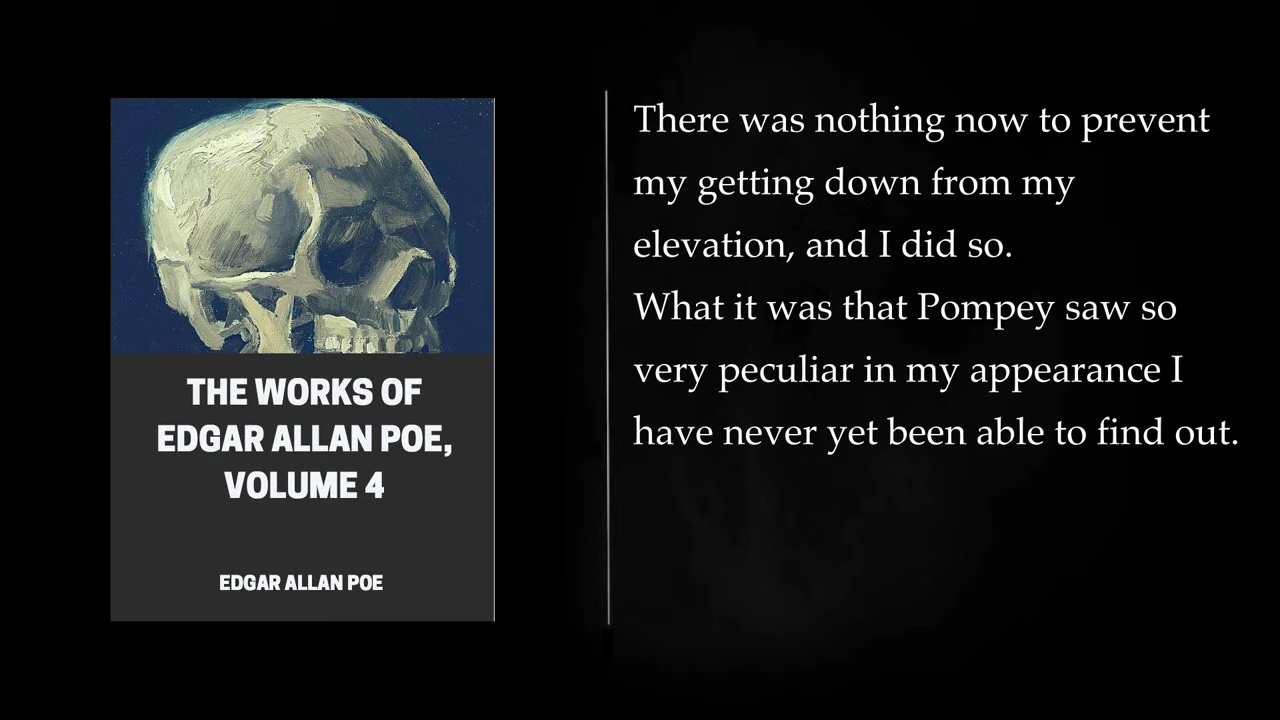 THE WORKS OF
EDGAR ALLAN POE,
VOLUME 4
EDGAR ALLAN POE
There was nothing now to prevent
my getting down from my
elevation, and I did so.
What it was that Pompey saw so
very peculiar in my appearance I
have never yet been able to find out.